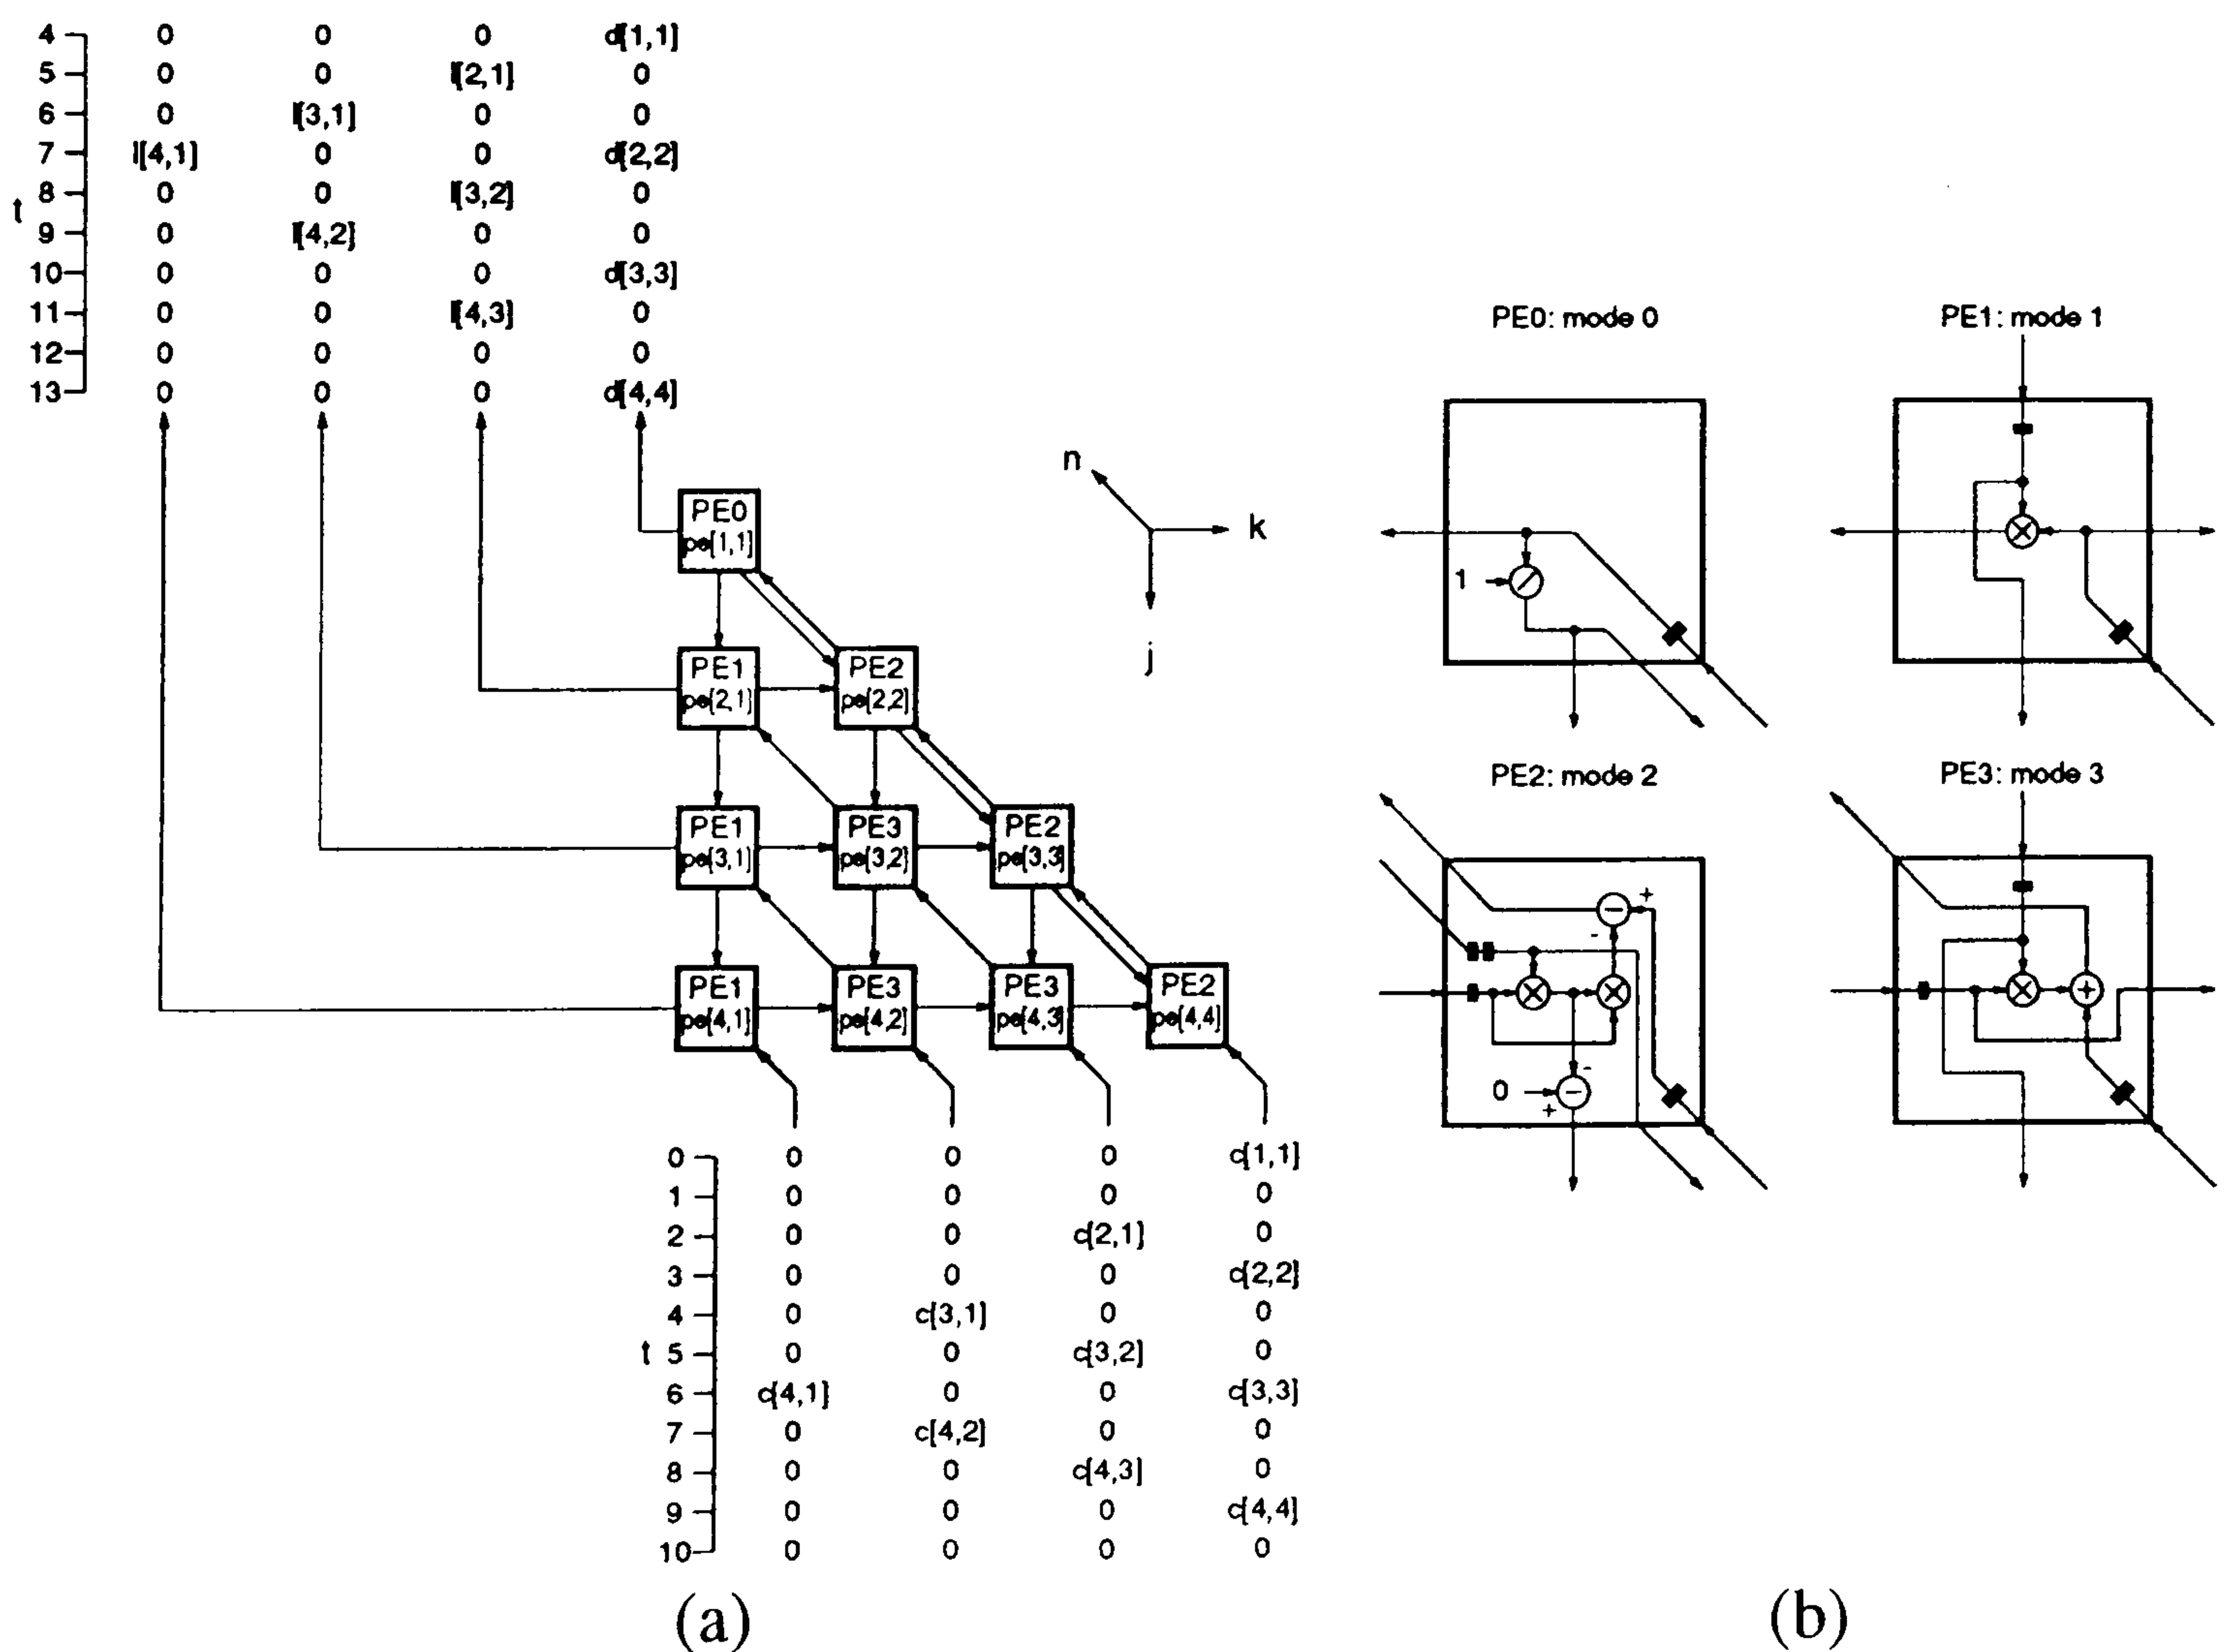 4 0 0 0 d[1,1]
5 0 0 l[2,1] 0
6 0 l[3,1] 0 0
7 l[4,1] 0 0 d[2,2]
8 0 0 l[3,2] 0
t
9 0 l[4,2] 0 0
10 0 0 0 d[3,3]
11 0 0 l[4,3] 0
12 0 0 0 0
13 0 0 0 d[4,4]
n
k
j
PE0
pe[1,1]
PE1 PE2
pe[2,1] pe[2,2]
PE1 PE3 PE2
pe[3,1] pe[3,2] pe[3,3]
PE1 PE3 PE3 PE2
pe[4,1] pe[4,2] pe[4,3] pe[4,4]
0 0 0 0 c[1,1]
1 0 0 0 0
2 0 0 c[2,1] 0
3 0 0 0 c[2,2]
4 0 c[3,1] 0 0
t 5 0 0 c[3,2] 0
6 c[4,1] 0 0 c[3,3]
7 0 c[4,2] 0 0
8 0 0 c[4,3] 0
9 0 0 0 c[4,4]
10 0 0 0 0
(a)
PE0: mode 0
1
PE1: mode 1
PE2: mode 2
+
-
-
0
+
PE3: mode 3
(b)